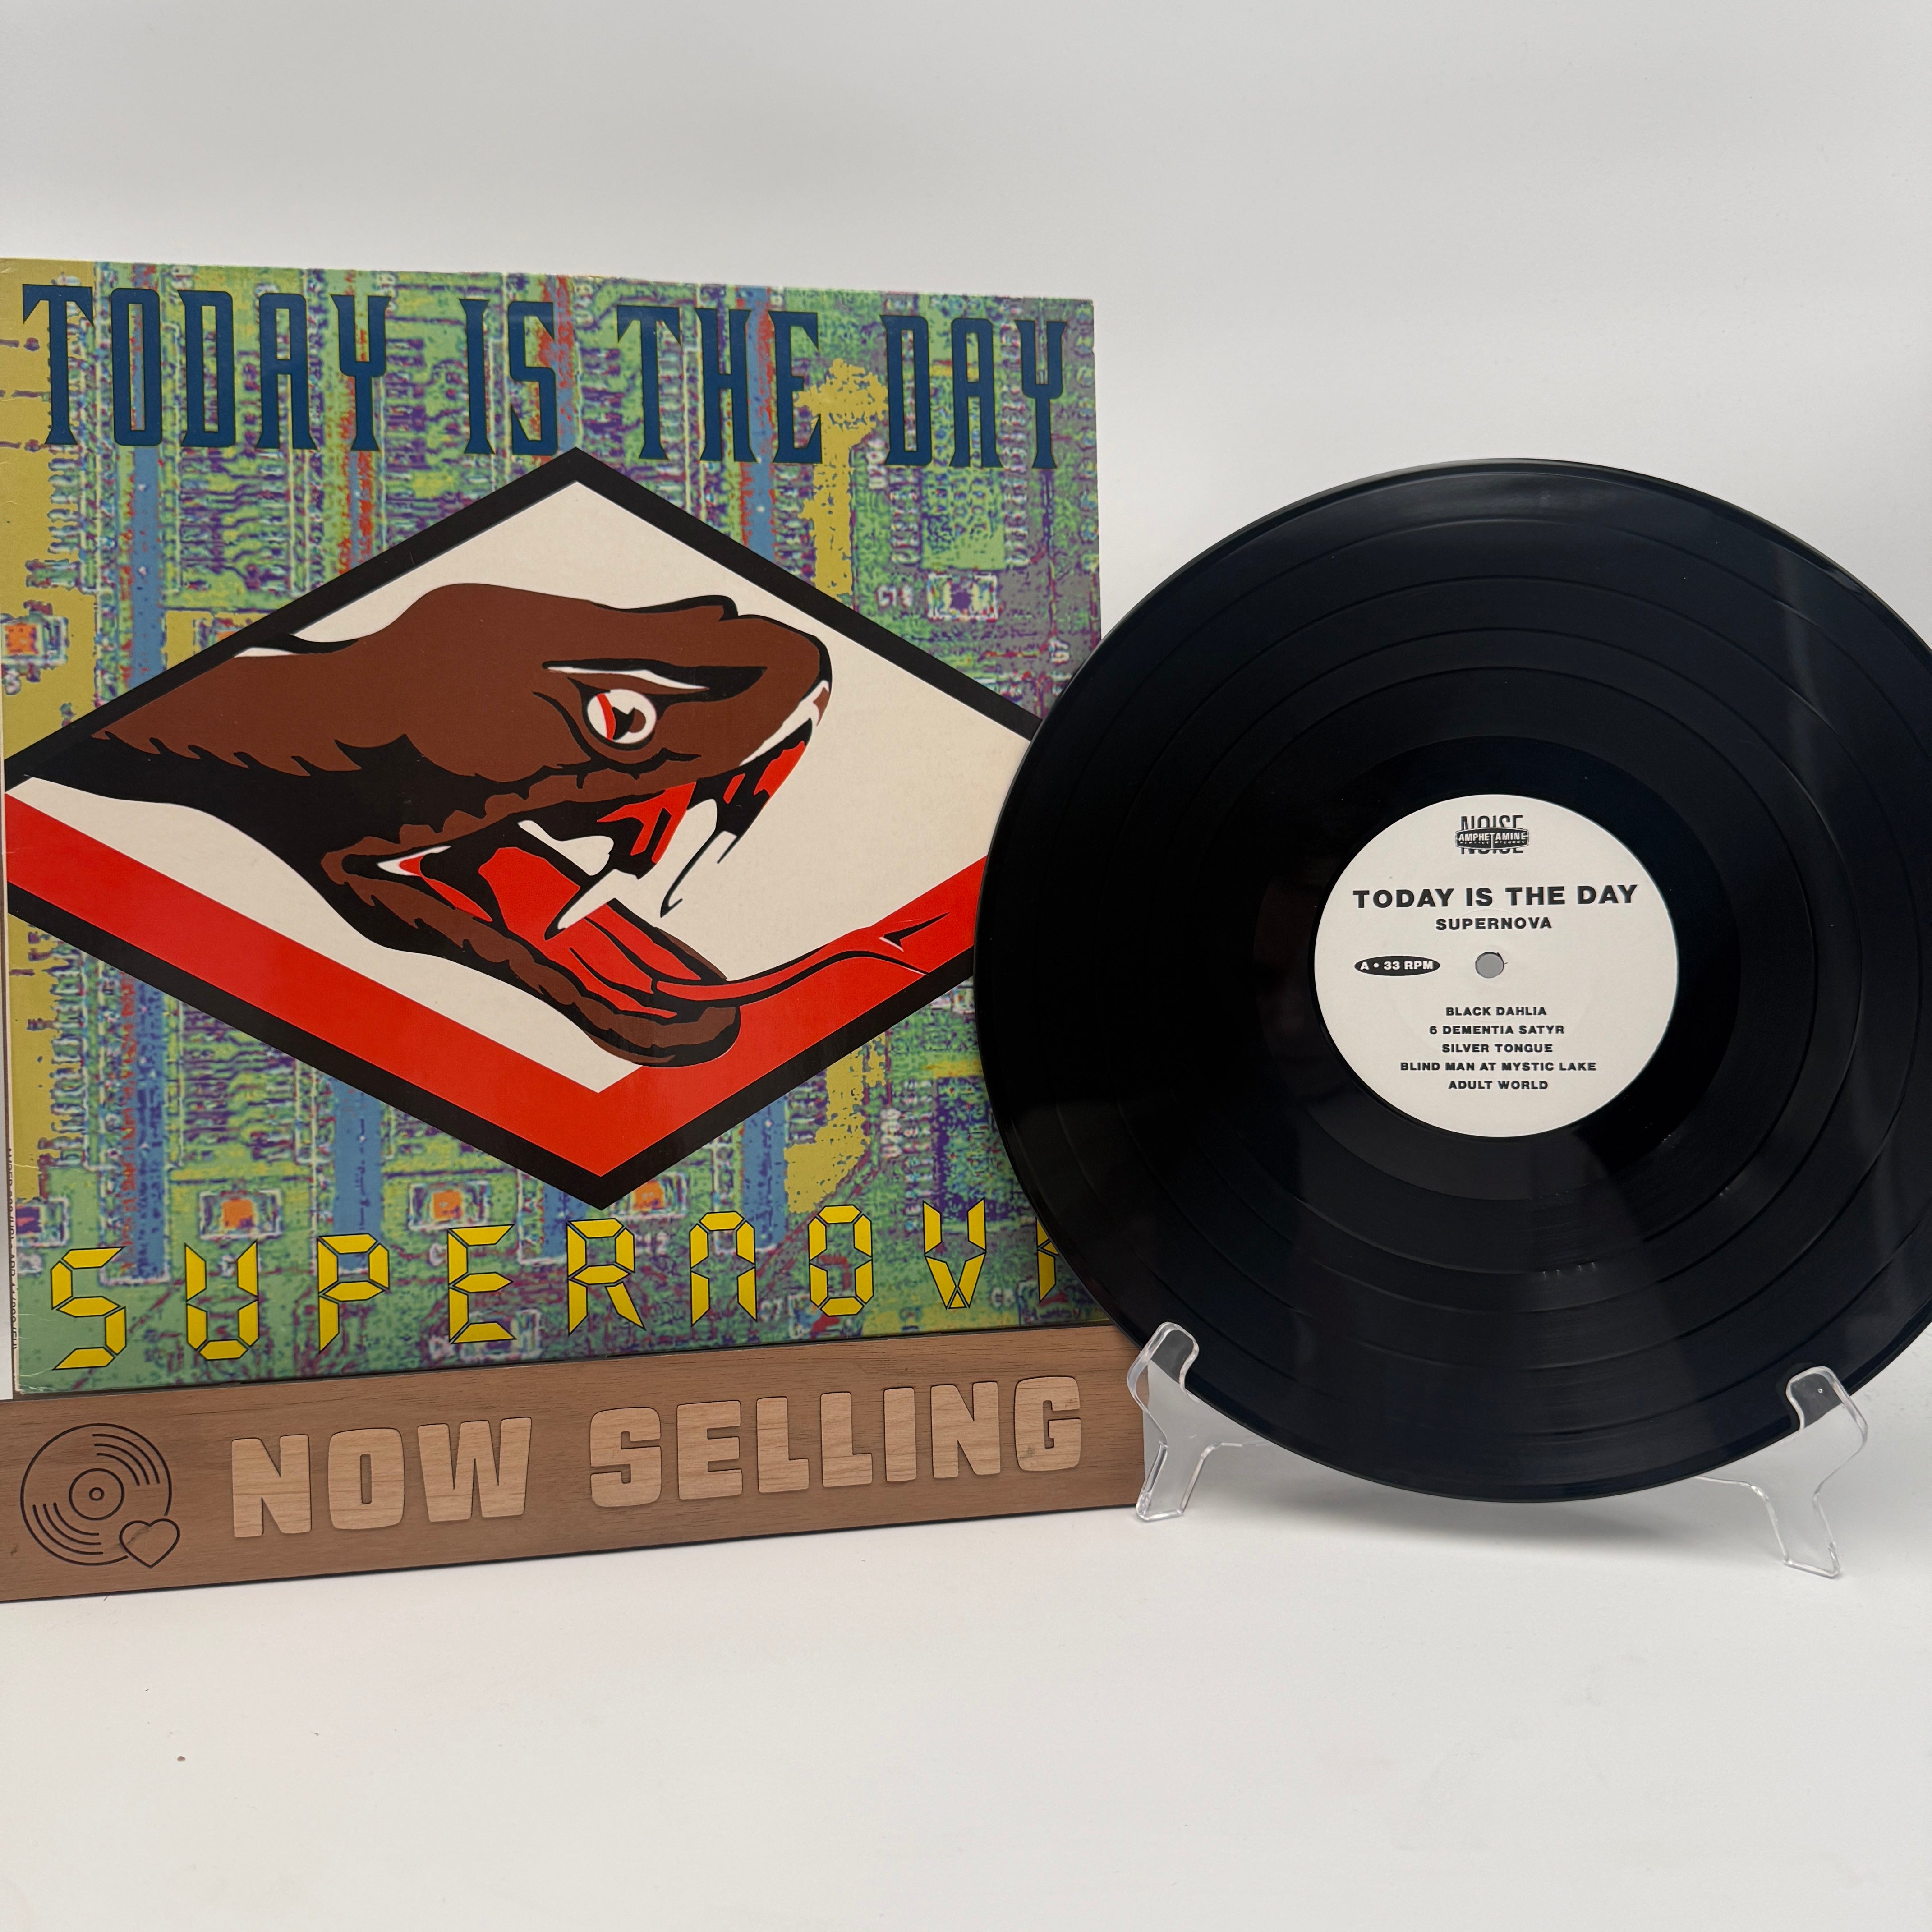 TODAY IS THE DAY
SUPERNOVA
NOW SELLING
NOISE
AMPHETAMINE
NOISE
TODAY IS THE DAY
SUPERNOVA
A • 33 RPM
BLACK DAHLIA
6 DEMENTIA SATYR
SILVER TONGUE
BLIND MAN AT MYSTIC LAKE
ADULT WORLD